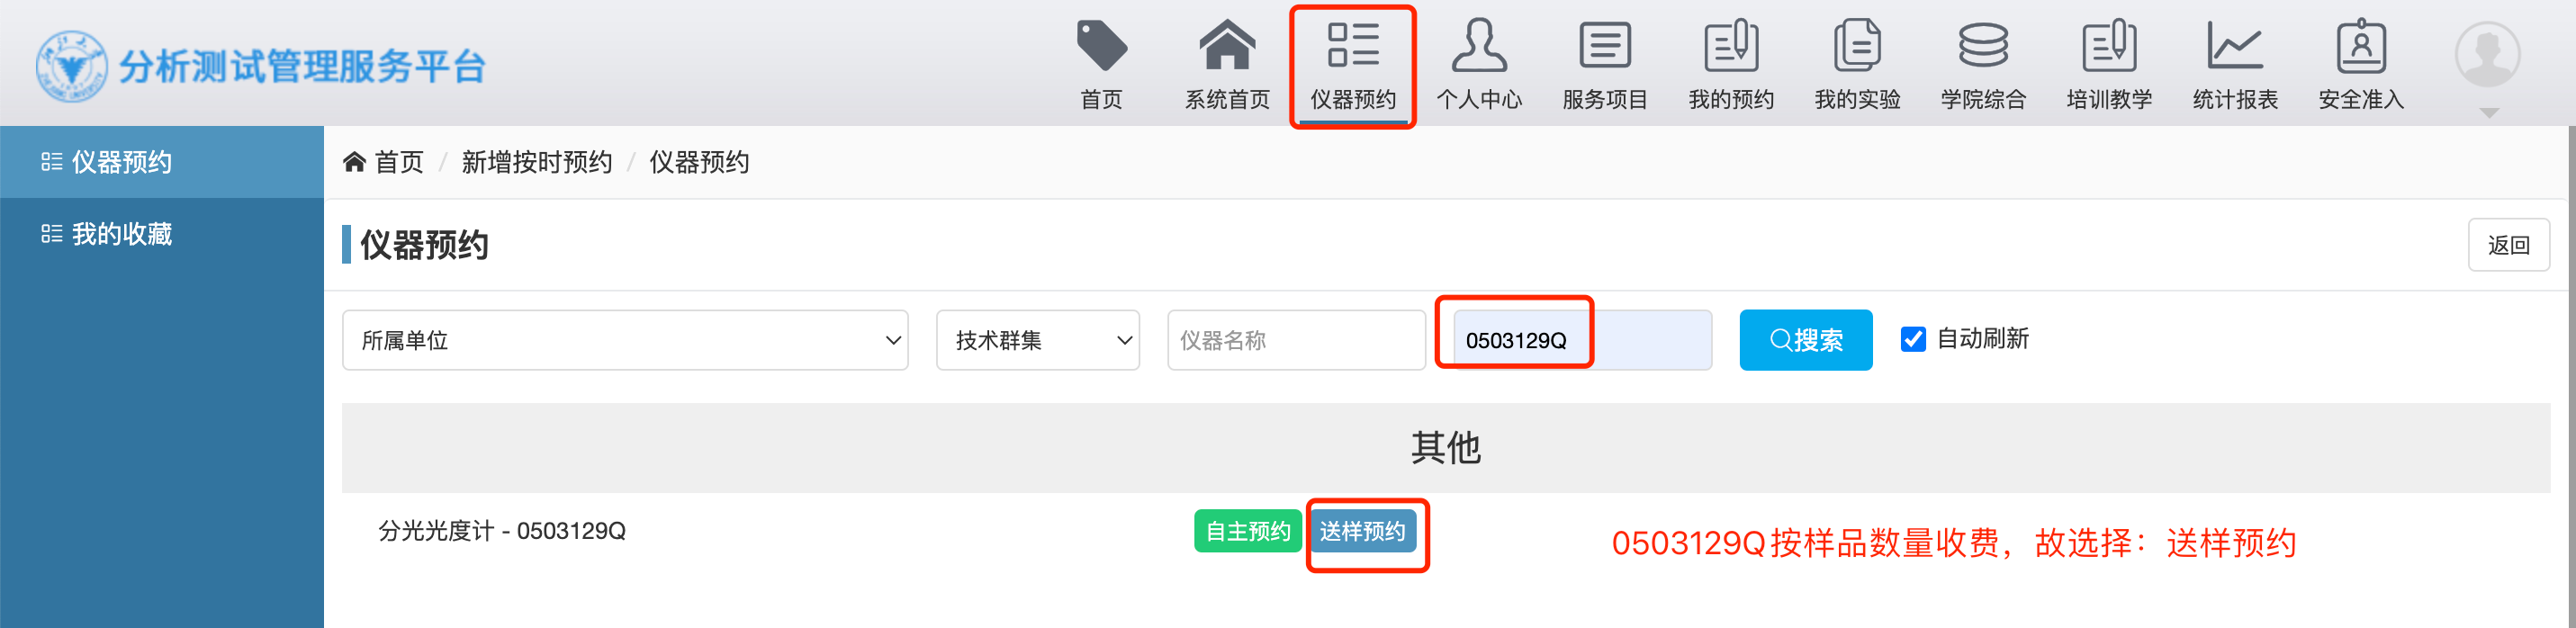 分析测试管理服务平台
首页 系统首页 仪器预约 个人中心 服务项目 我的预约 我的实验 学院综合 培训教学 统计报表 安全准入
仪器预约
我的收藏
首页 / 新增按时预约 / 仪器预约
仪器预约
返回
所属单位 技术群集 仪器名称 0503129Q 搜索 自动刷新
其他
分光光度计 - 0503129Q 自主预约 送样预约 0503129Q按样品数量收费，故选择：送样预约